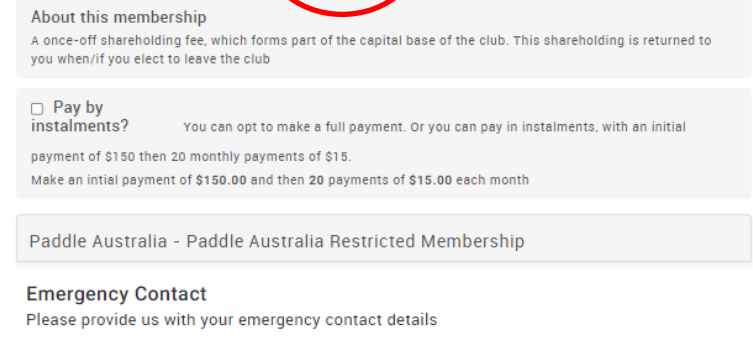 About this membership
A once-off shareholding fee, which forms part of the capital base of the club. This shareholding is returned to
you when/if you elect to leave the club
Pay by
instalments? You can opt to make a full payment. Or you can pay in instalments, with an initial
payment of $150 then 20 monthly payments of $15.
Make an intial payment of $150.00 and then 20 payments of $15.00 each month
Paddle Australia - Paddle Australia Restricted Membership
Emergency Contact
Please provide us with your emergency contact details